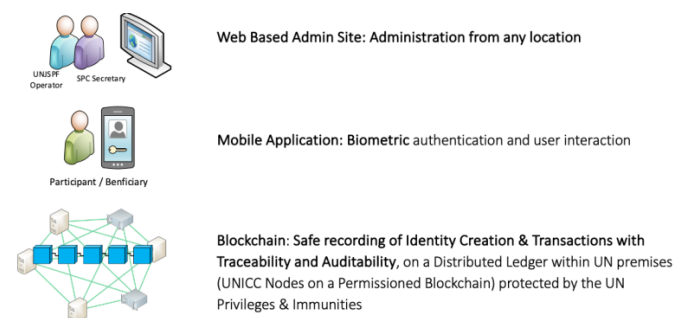 Web Based Admin Site: Administration from any location
UNJSPF
Operator
SPC Secretary
Mobile Application: Biometric authentication and user interaction
Participant / Benficiary
Blockchain: Safe recording of Identity Creation & Transactions with
Traceability and Auditability, on a Distributed Ledger within UN premises
(UNICC Nodes on a Permissioned Blockchain) protected by the UN
Privileges & Immunities